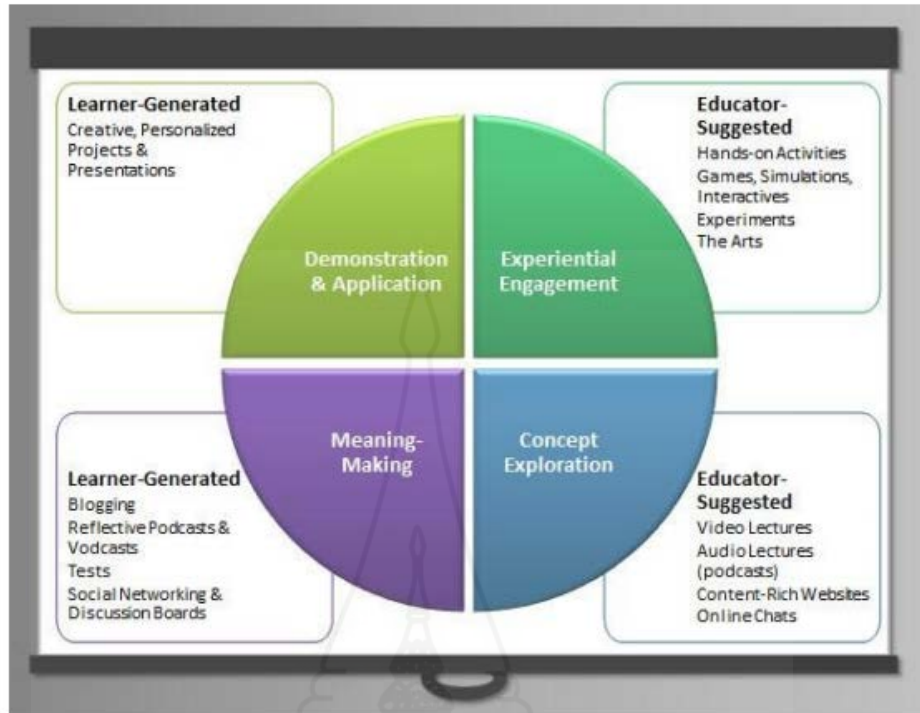 Learner-Generated
Creative, Personalized
Projects &
Presentations
Educator-
Suggested
Hands-on Activities
Games, Simulations,
Interactives
Experiments
The Arts
Demonstration
& Application
Experiential
Engagement
Meaning-
Making
Concept
Exploration
Learner-Generated
Blogging
Reflective Podcasts &
Vodcasts
Tests
Social Networking &
Discussion Boards
Educator-
Suggested
Video Lectures
Audio Lectures
(podcasts)
Content-Rich Websites
Online Chats